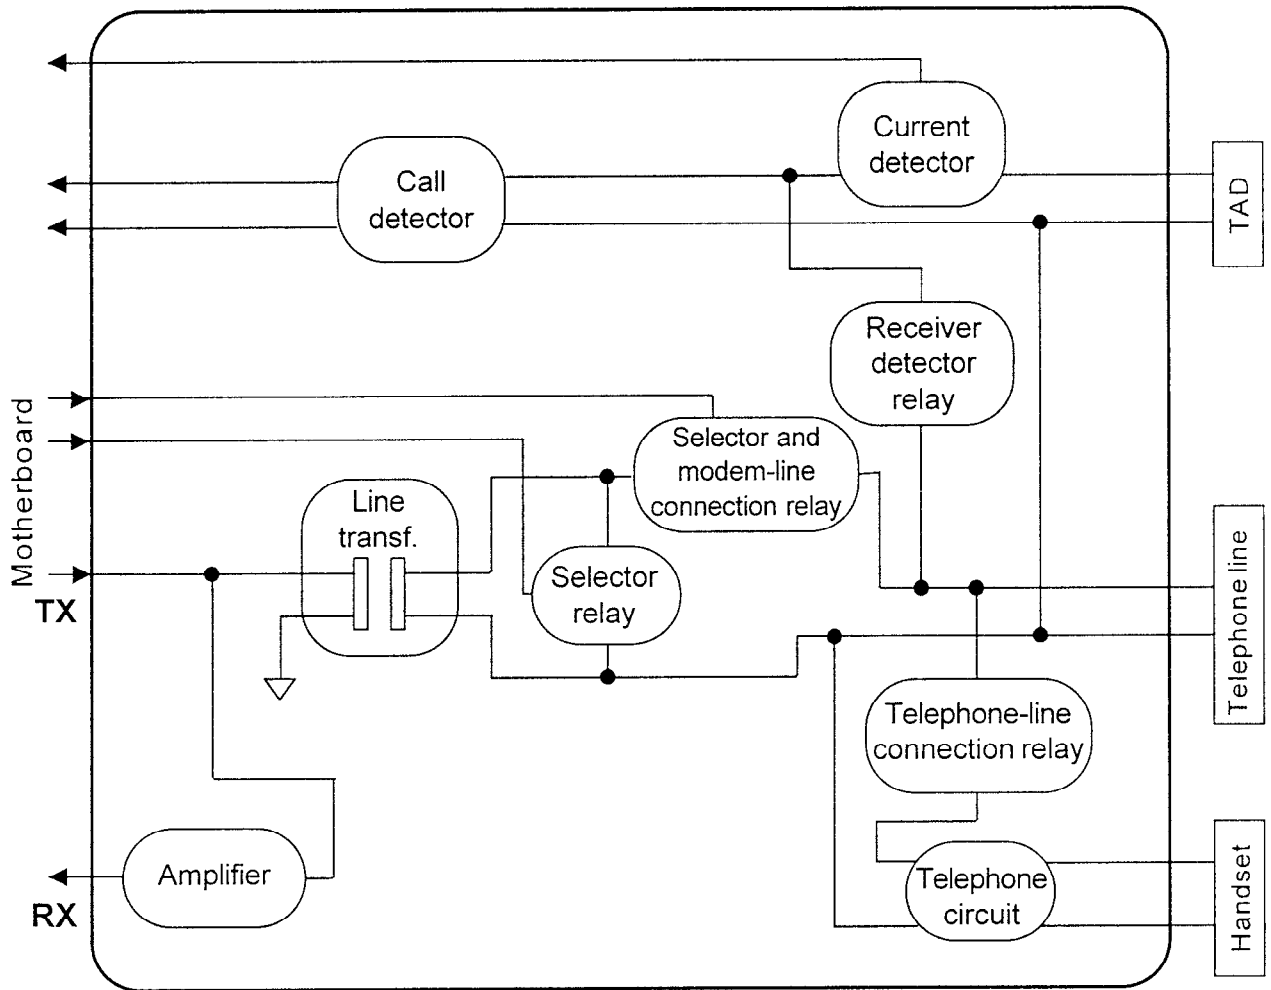 Current
detector
Call
detector
TAD
Receiver
detector
relay
Motherboard
Selector and
modem-line
connection relay
Line
transf.
Selector
relay
TX
Telephone line
Telephone-line
connection relay
Amplifier
RX
Telephone
circuit
Handset